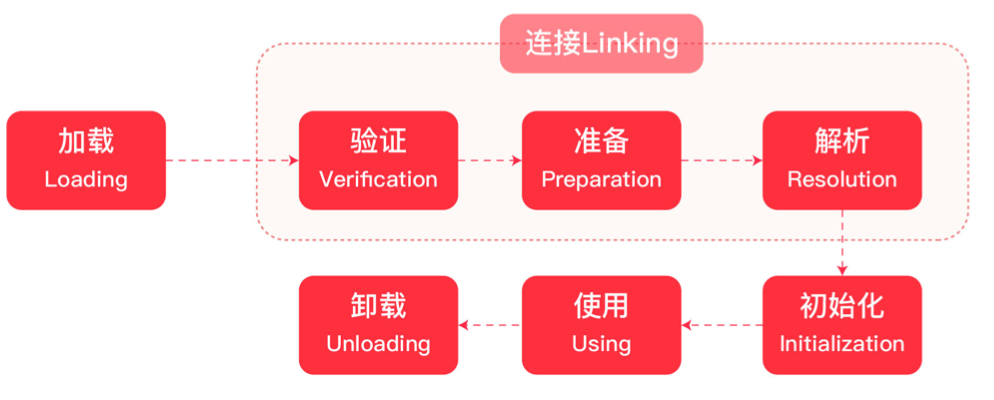 连接Linking
加载
Loading
验证
Verification
准备
Preparation
解析
Resolution
初始化
Initialization
使用
Using
卸载
Unloading